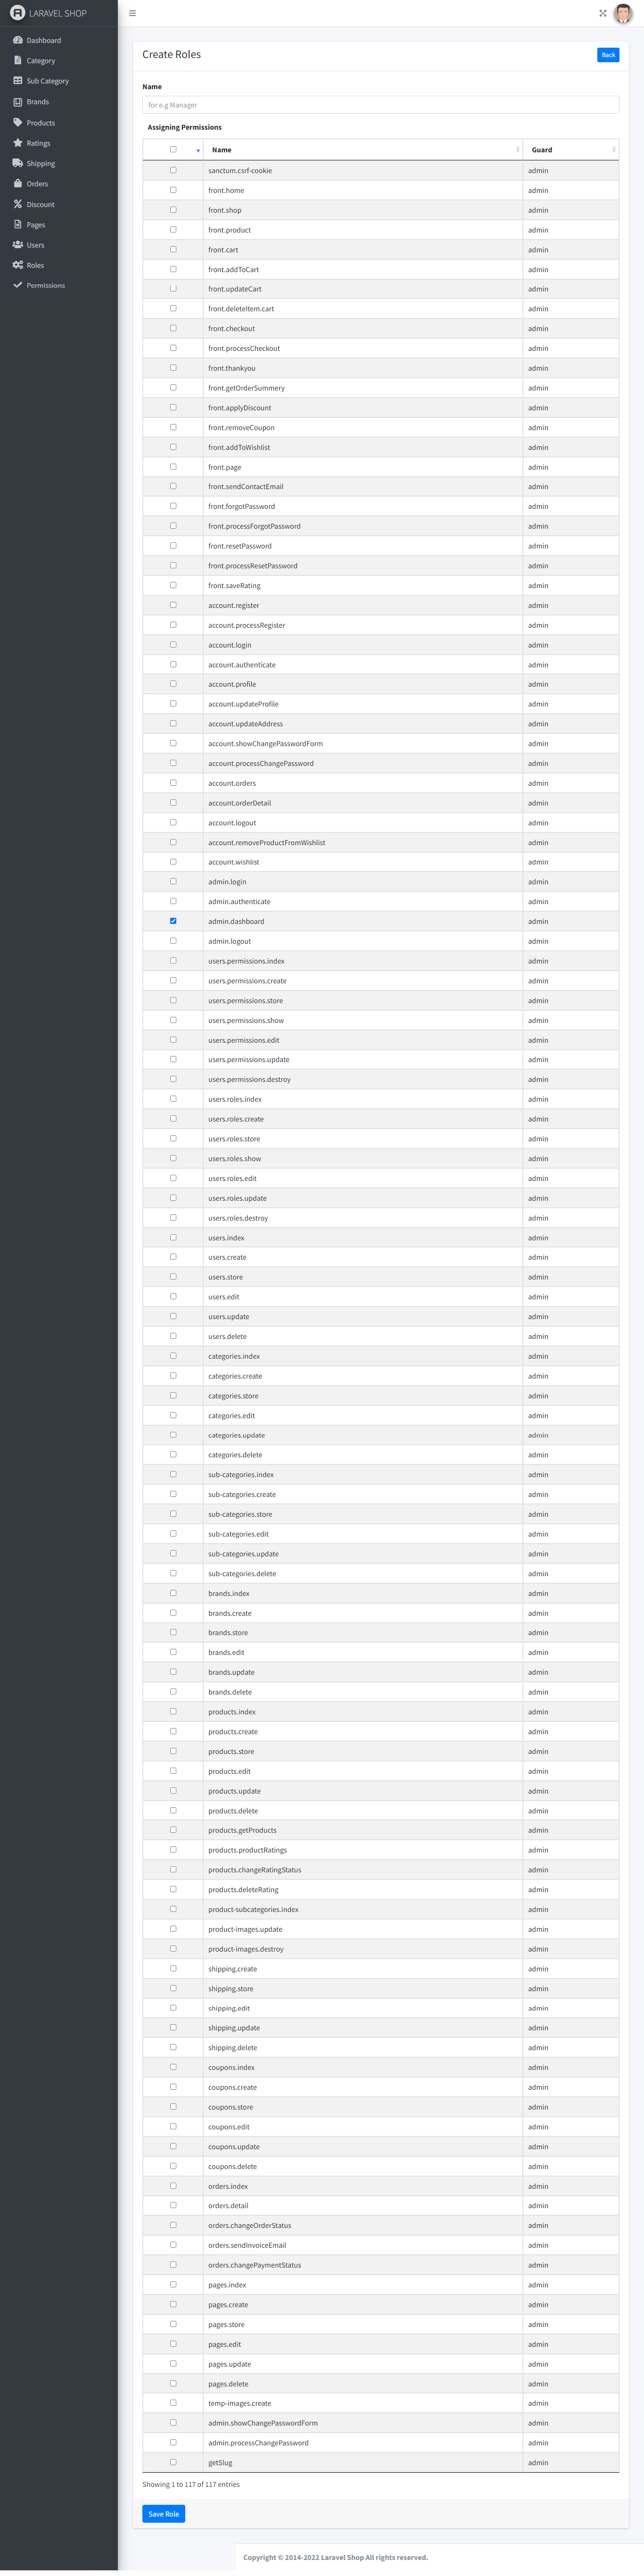 LARAVEL SHOP
Dashboard
Category
Sub Category
Brands
Products
Ratings
Shipping
Orders
Discount
Pages
Users
Roles
Permissions
Create Roles
Back
Name
for e.g Manager
Assigning Permissions
Name Guard
sanctum.csrf-cookie admin
front.home admin
front.shop admin
front.product admin
front.cart admin
front.addToCart admin
front.updateCart admin
front.deleteItem.cart admin
front.checkout admin
front.processCheckout admin
front.thankyou admin
front.getOrderSummery admin
front.applyDiscount admin
front.removeCoupon admin
front.addToWishlist admin
front.page admin
front.sendContactEmail admin
front.forgotPassword admin
front.processForgotPassword admin
front.resetPassword admin
front.processResetPassword admin
front.saveRating admin
account.register admin
account.processRegister admin
account.login admin
account.authenticate admin
account.profile admin
account.updateProfile admin
account.updateAddress admin
account.showChangePasswordForm admin
account.processChangePassword admin
account.orders admin
account.orderDetail admin
account.logout admin
account.removeProductFromWishlist admin
account.wishlist admin
admin.login admin
admin.authenticate admin
admin.dashboard admin
admin.logout admin
users.permissions.index admin
users.permissions.create admin
users.permissions.store admin
users.permissions.show admin
users.permissions.edit admin
users.permissions.update admin
users.permissions.destroy admin
users.roles.index admin
users.roles.create admin
users.roles.store admin
users.roles.show admin
users.roles.edit admin
users.roles.update admin
users.roles.destroy admin
users.index admin
users.create admin
users.store admin
users.edit admin
users.update admin
users.delete admin
categories.index admin
categories.create admin
categories.store admin
categories.edit admin
categories.update admin
categories.delete admin
sub-categories.index admin
sub-categories.create admin
sub-categories.store admin
sub-categories.edit admin
sub-categories.update admin
sub-categories.delete admin
brands.index admin
brands.create admin
brands.store admin
brands.edit admin
brands.update admin
brands.delete admin
products.index admin
products.create admin
products.store admin
products.edit admin
products.update admin
products.delete admin
products.getProducts admin
products.productRatings admin
products.changeRatingStatus admin
products.deleteRating admin
product-subcategories.index admin
product-images.update admin
product-images.destroy admin
shipping.create admin
shipping.store admin
shipping.edit admin
shipping.update admin
shipping.delete admin
coupons.index admin
coupons.create admin
coupons.store admin
coupons.edit admin
coupons.update admin
coupons.delete admin
orders.index admin
orders.detail admin
orders.changeOrderStatus admin
orders.sendInvoiceEmail admin
orders.changePaymentStatus admin
pages.index admin
pages.create admin
pages.store admin
pages.edit admin
pages.update admin
pages.delete admin
temp-images.create admin
admin.showChangePasswordForm admin
admin.processChangePassword admin
getSlug admin
Showing 1 to 117 of 117 entries
Save Role
Copyright © 2014-2022 Laravel Shop All rights reserved.